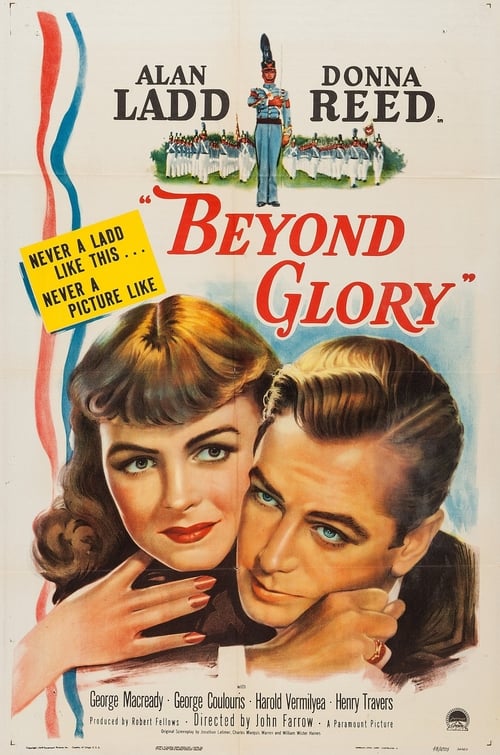 ALAN LADD
DONNA REED in
"BEYOND GLORY"
NEVER A LADD
LIKE THIS...
NEVER A
PICTURE LIKE
with
George Macready · George Coulouris · Harold Vermilyea · Henry Travers
Produced by Robert Fellows · Directed by John Farrow · A Paramount Picture
Original Screenplay by Jonathan Latimer, Charles Marquis Warren and William Wister Haines